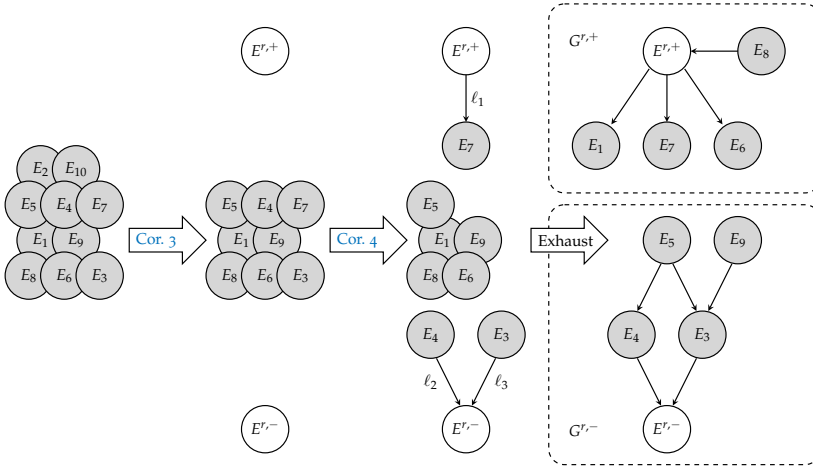 E^{r,+} E^{r,+} G^{r,+} E^{r,+} E_8
ℓ_1
E_7 E_1 E_7 E_6
E_2 E_10
E_5 E_4 E_7 E_5 E_4 E_7 E_5
E_1 E_9 Cor. 3 E_1 E_9 Cor. 4 E_1 E_9 Exhaust E_5 E_9
E_8 E_6 E_3 E_8 E_6 E_3 E_8 E_6
E_4 E_3 E_4 E_3
ℓ_2 ℓ_3
E^{r,-} E^{r,-} G^{r,-} E^{r,-}